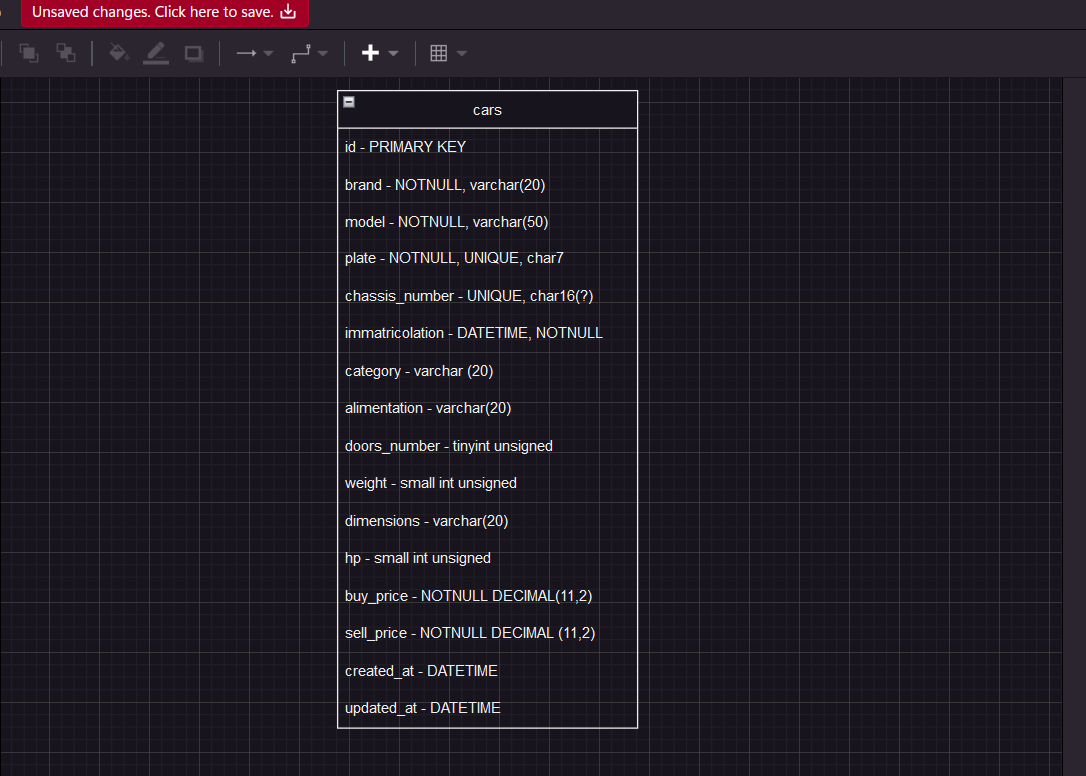 Unsaved changes. Click here to save.
cars
id - PRIMARY KEY
brand - NOTNULL, varchar(20)
model - NOTNULL, varchar(50)
plate - NOTNULL, UNIQUE, char7
chassis_number - UNIQUE, char16(?)
immatricolation - DATETIME, NOTNULL
category - varchar (20)
alimentation - varchar(20)
doors_number - tinyint unsigned
weight - small int unsigned
dimensions - varchar(20)
hp - small int unsigned
buy_price - NOTNULL DECIMAL(11,2)
sell_price - NOTNULL DECIMAL (11,2)
created_at - DATETIME
updated_at - DATETIME